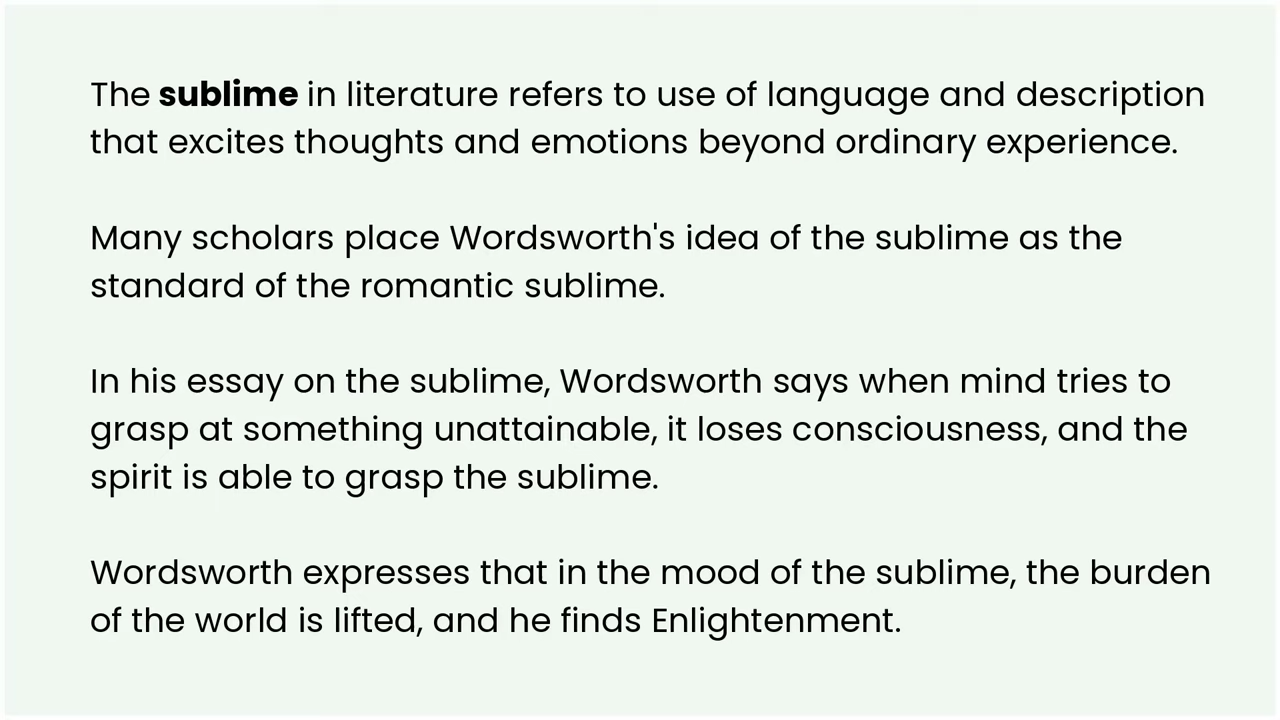 The sublime in literature refers to use of language and description
that excites thoughts and emotions beyond ordinary experience.
Many scholars place Wordsworth's idea of the sublime as the
standard of the romantic sublime.
In his essay on the sublime, Wordsworth says when mind tries to
grasp at something unattainable, it loses consciousness, and the
spirit is able to grasp the sublime.
Wordsworth expresses that in the mood of the sublime, the burden
of the world is lifted, and he finds Enlightenment.